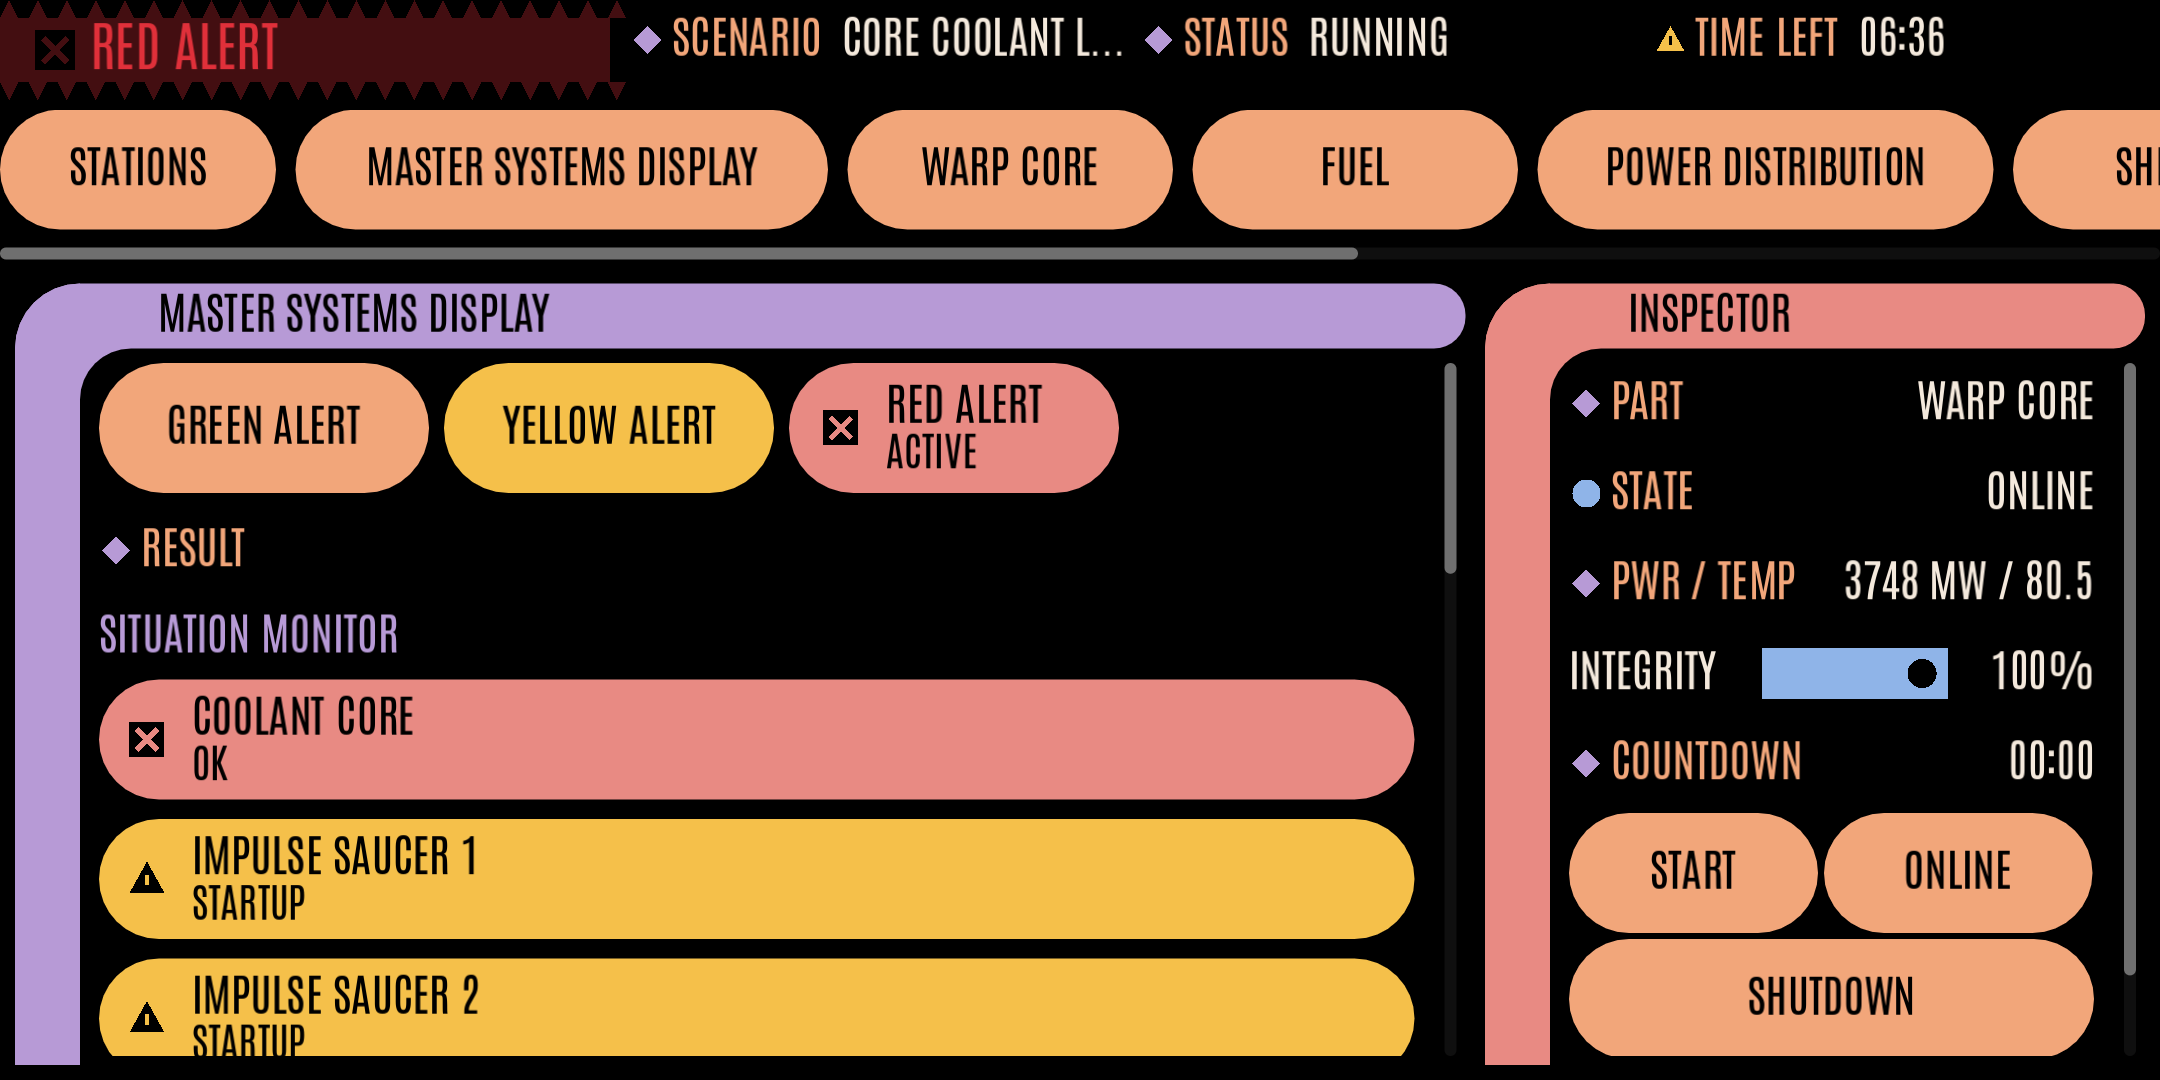 RED ALERT
SCENARIO CORE COOLANT L...
STATUS RUNNING
TIME LEFT 06:36
STATIONS
MASTER SYSTEMS DISPLAY
WARP CORE
FUEL
POWER DISTRIBUTION
MASTER SYSTEMS DISPLAY
GREEN ALERT
YELLOW ALERT
RED ALERT
ACTIVE
RESULT
SITUATION MONITOR
COOLANT CORE
OK
IMPULSE SAUCER 1
STARTUP
IMPULSE SAUCER 2
STARTUP
INSPECTOR
PART WARP CORE
STATE ONLINE
PWR / TEMP 3748 MW / 80.5
INTEGRITY 100%
COUNTDOWN 00:00
START
ONLINE
SHUTDOWN